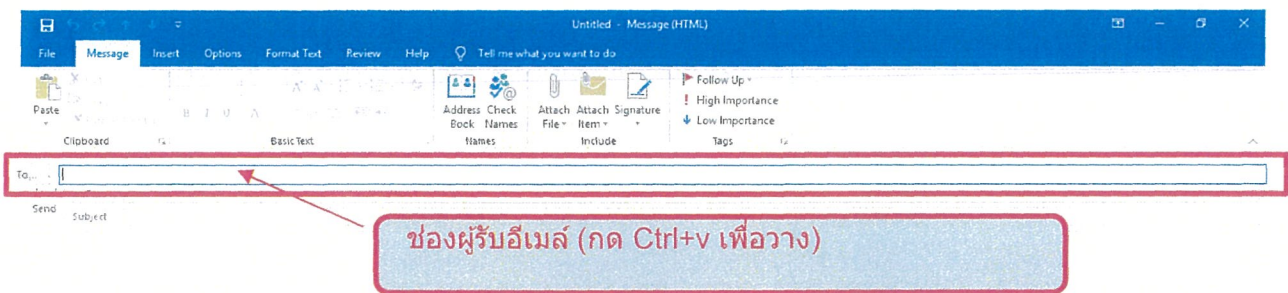 Untitled - Message (HTML)
File Message Insert Options Format Text Review Help Tell me what you want to do
Paste
B I U A
Address Book
Check Names
Attach File
Attach Item
Signature
Follow Up
High Importance
Low Importance
Clipboard Basic Text Names Include Tags
To...
Send
Subject
ช่องผู้รับอีเมล์ (กด Ctrl+v เพื่อวาง)